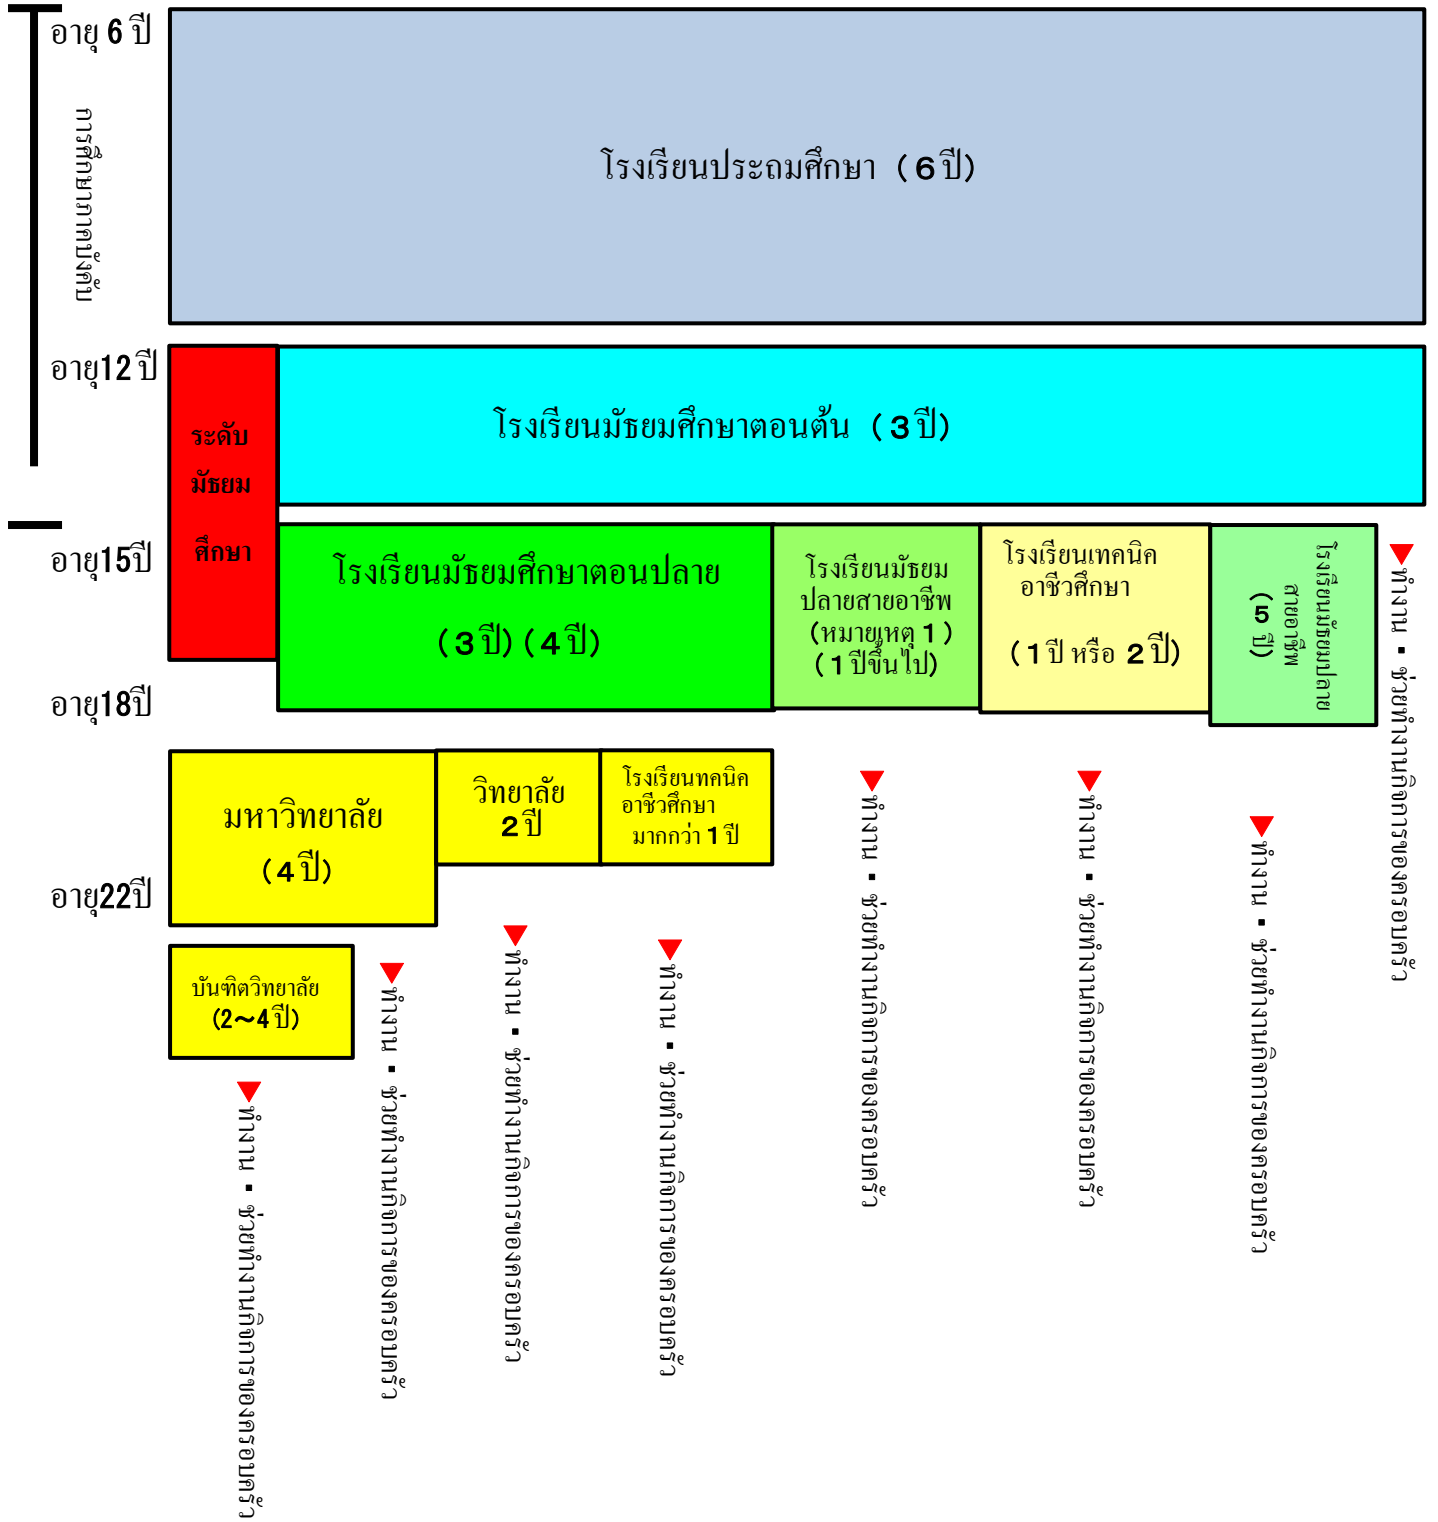 อายุ 6 ปี
การศึกษาภาคบังคับ
โรงเรียนประถมศึกษา (6 ปี)
อายุ12 ปี
ระดับ
มัธยม
ศึกษา
โรงเรียนมัธยมศึกษาตอนต้น (3 ปี)
อายุ15ปี
โรงเรียนมัธยมศึกษาตอนปลาย
(3 ปี) (4 ปี)
โรงเรียนมัธยม
ปลายสายอาชีพ
(หมายเหตุ 1)
(1 ปีขึ้นไป)
โรงเรียนเทคนิค
อาชีวศึกษา
(1 ปี หรือ 2 ปี)
โรงเรียนมัธยมปลาย
สายอาชีพ
(5 ปี)
ทำงาน ▪ ช่วยทำงานกิจการของครอบครัว
อายุ18ปี
มหาวิทยาลัย
(4 ปี)
วิทยาลัย
2 ปี
โรงเรียนทคนิค
อาชีวศึกษา
มากกว่า 1 ปี
ทำงาน ▪ ช่วยทำงานกิจการของครอบครัว
ทำงาน ▪ ช่วยทำงานกิจการของครอบครัว
ทำงาน ▪ ช่วยทำงานกิจการของครอบครัว
อายุ22ปี
บันฑิตวิทยาลัย
(2～4 ปี)
ทำงาน ▪ ช่วยทำงานกิจการของครอบครัว
ทำงาน ▪ ช่วยทำงานกิจการของครอบครัว
ทำงาน ▪ ช่วยทำงานกิจการของครอบครัว
ทำงาน ▪ ช่วยทำงานกิจการของครอบครัว